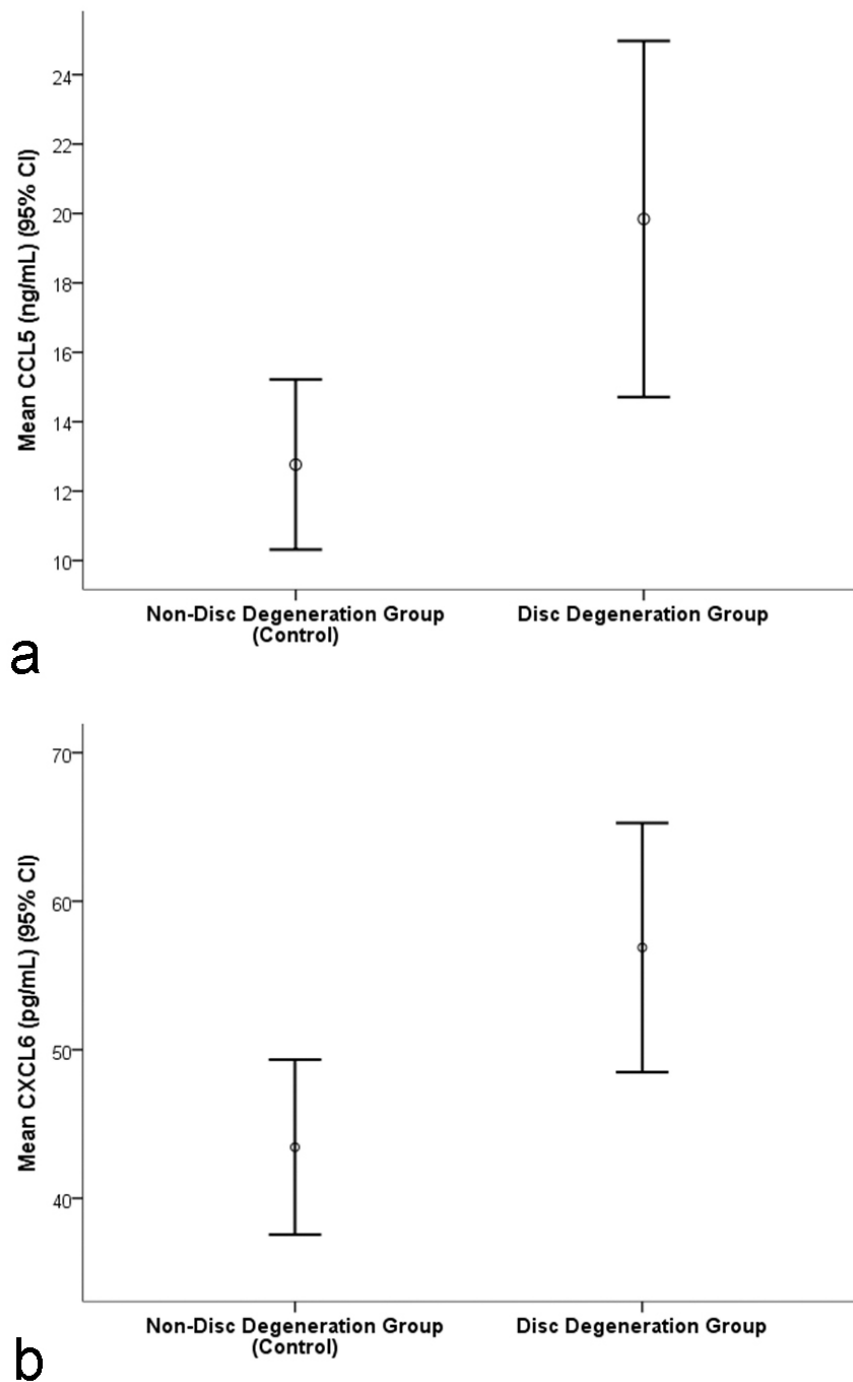 Mean CCL5 (ng/mL) (95% CI)
24
22
20
18
16
14
12
10
Non-Disc Degeneration Group
(Control)
Disc Degeneration Group
a
Mean CXCL6 (pg/mL) (95% CI)
70
60
50
40
Non-Disc Degeneration Group
(Control)
Disc Degeneration Group
b